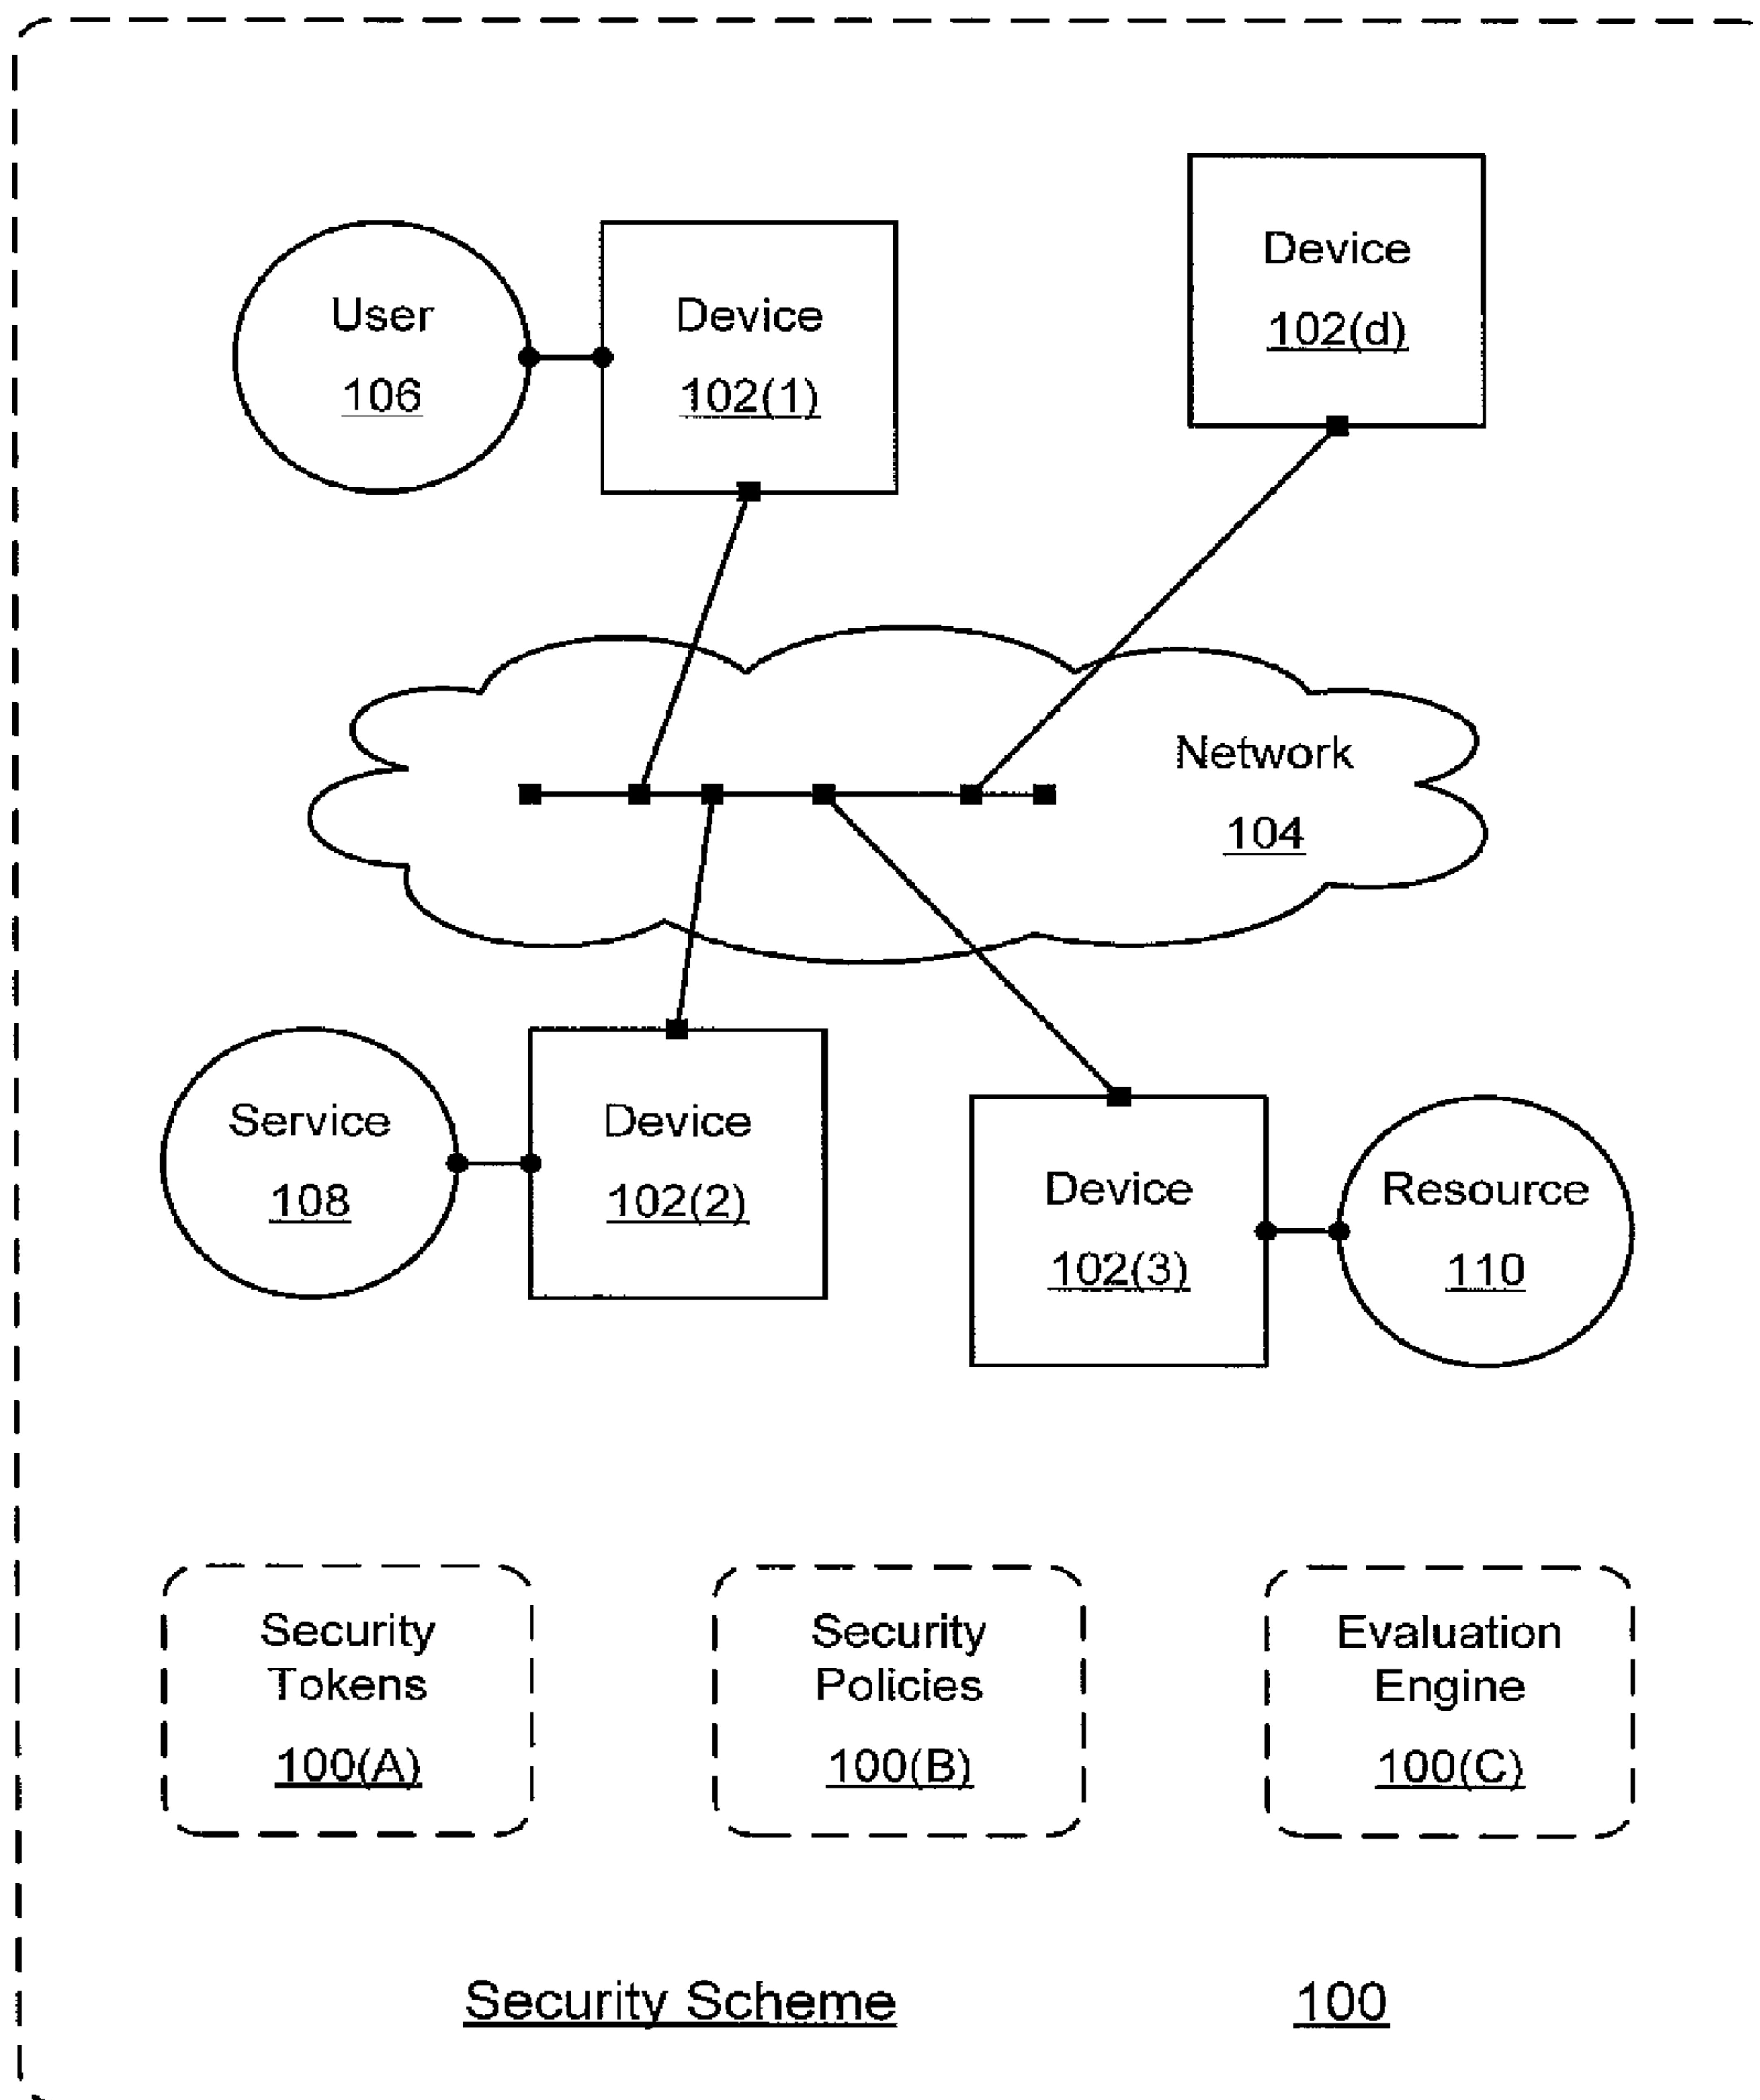 Device
102(d)
User
106
Device
102(1)
Network
104
Service
108
Device
102(2)
Device
102(3)
Resource
110
Security
Tokens
100(A)
Security
Policies
100(B)
Evaluation
Engine
100(C)
Security Scheme 100